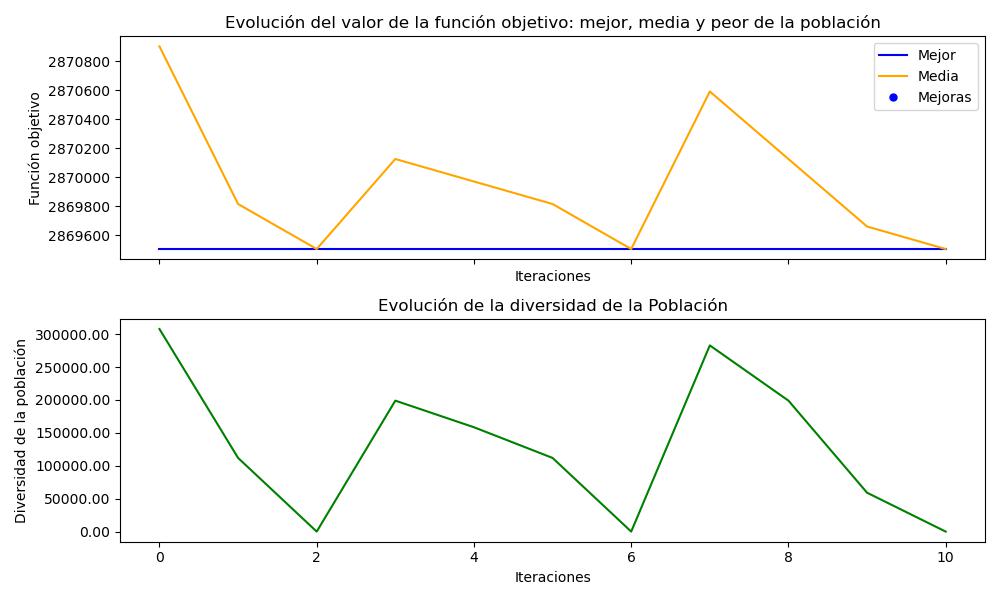 Evolución del valor de la función objetivo: mejor, media y peor de la población
Función objetivo
2870800
2870600
2870400
2870200
2870000
2869800
2869600
Mejor
Media
Mejoras
Iteraciones
Evolución de la diversidad de la Población
Diversidad de la población
300000.00
250000.00
200000.00
150000.00
100000.00
50000.00
0.00
0 2 4 6 8 10
Iteraciones